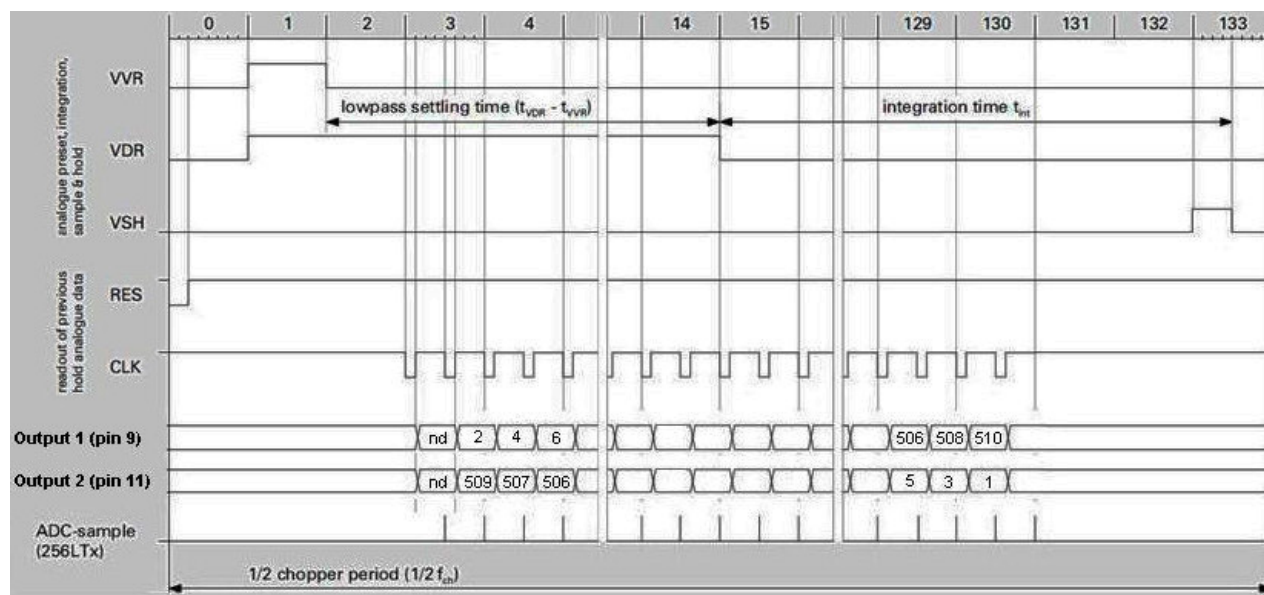 0 1 2 3 4 14 15 129 130 131 132 133
analogue preset, integration,
sample & hold
VVR
lowpass settling time (tVDR - tVVR)
integration time tint
VDR
VSH
readout of previous
hold analogue data
RES
CLK
Output 1 (pin 9) nd 2 4 6 506 508 510
Output 2 (pin 11) nd 509 507 506 5 3 1
ADC-sample
(256LTx)
1/2 chopper period (1/2 fch)